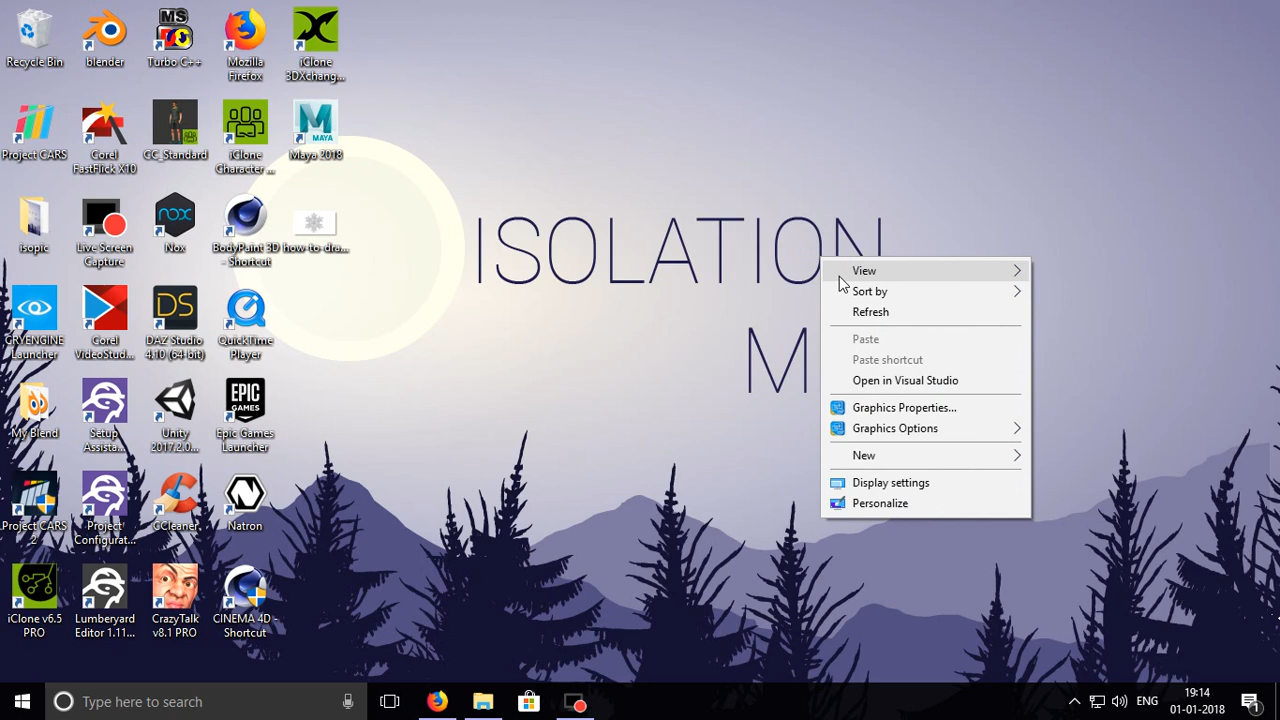 Recycle Bin
blender
Turbo C++
Mozilla
Firefox
iClone
3DXchang...
Project CARS
Corel
FastFlick X10
CC_Standard
iClone
Character ...
MAYA
Maya 2018
isopic
Live Screen
Capture
nox
Nox
BodyPaint 3D
- Shortcut
how-to-dra...
CRYENGINE
Launcher
Corel
VideoStud...
DS
DAZ Studio
4.10 (64-bit)
QuickTime
Player
My Blend
Setup
Assista...
Unity
2017.2.0...
EPIC
GAMES
Epic Games
Launcher
Project CARS
2
Project
Configurat...
CCleaner
Natron
iClone v6.5
PRO
Lumberyard
Editor 1.11...
CrazyTalk
v8.1 PRO
CINEMA 4D -
Shortcut
ISOLATION
M
View
Sort by
Refresh
Paste
Paste shortcut
Open in Visual Studio
Graphics Properties...
Graphics Options
New
Display settings
Personalize
Type here to search
ENG
19:14
01-01-2018
1